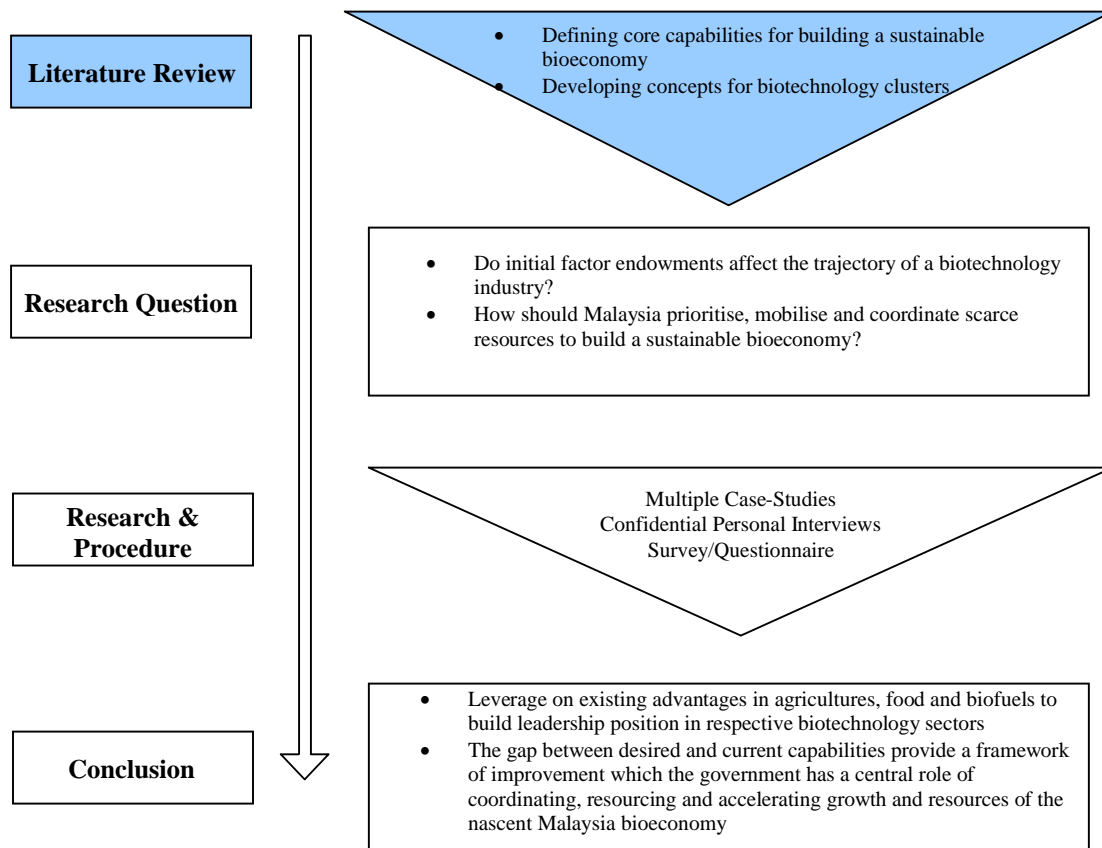 Literature Review
• Defining core capabilities for building a sustainable
bioeconomy
• Developing concepts for biotechnology clusters
Research Question
• Do initial factor endowments affect the trajectory of a biotechnology
industry?
• How should Malaysia prioritise, mobilise and coordinate scarce
resources to build a sustainable bioeconomy?
Research &
Procedure
Multiple Case-Studies
Confidential Personal Interviews
Survey/Questionnaire
Conclusion
• Leverage on existing advantages in agricultures, food and biofuels to
build leadership position in respective biotechnology sectors
• The gap between desired and current capabilities provide a framework
of improvement which the government has a central role of
coordinating, resourcing and accelerating growth and resources of the
nascent Malaysia bioeconomy